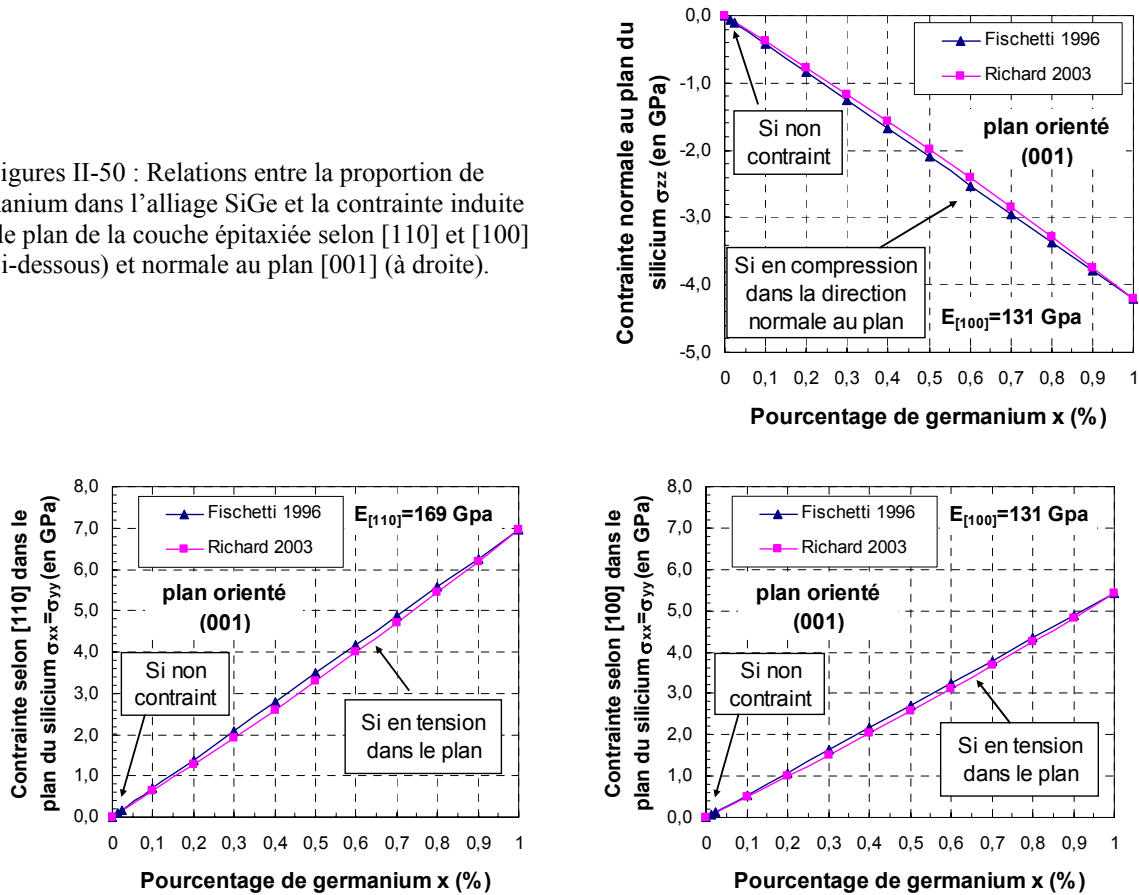 igures II-50 : Relations entre la proportion de
nanium dans l'alliage SiGe et la contrainte induite
le plan de la couche épitaxiée selon [110] et [100]
i-dessous) et normale au plan [001] (à droite).
Contrainte normale au plan du
silicium σzz (en GPa)
0,0
-1,0
-2,0
-3,0
-4,0
-5,0
Fischetti 1996
Richard 2003
Si non
contraint
plan orienté
(001)
Si en compression
dans la direction
normale au plan
E[100]=131 Gpa
0 0,1 0,2 0,3 0,4 0,5 0,6 0,7 0,8 0,9 1
Pourcentage de germanium x (%)
Contrainte selon [110] dans le
plan du silicium σxx=σyy (en GPa)
8,0
7,0
6,0
5,0
4,0
3,0
2,0
1,0
0,0
Fischetti 1996
Richard 2003
E[110]=169 Gpa
plan orienté
(001)
Si non
contraint
Si en tension
dans le plan
0 0,1 0,2 0,3 0,4 0,5 0,6 0,7 0,8 0,9 1
Pourcentage de germanium x (%)
Contrainte selon [100] dans le
plan du silicium σxx=σyy (en GPa)
8,0
7,0
6,0
5,0
4,0
3,0
2,0
1,0
0,0
Fischetti 1996
Richard 2003
E[100]=131 Gpa
plan orienté
(001)
Si non
contraint
Si en tension
dans le plan
0 0,1 0,2 0,3 0,4 0,5 0,6 0,7 0,8 0,9 1
Pourcentage de germanium x (%)